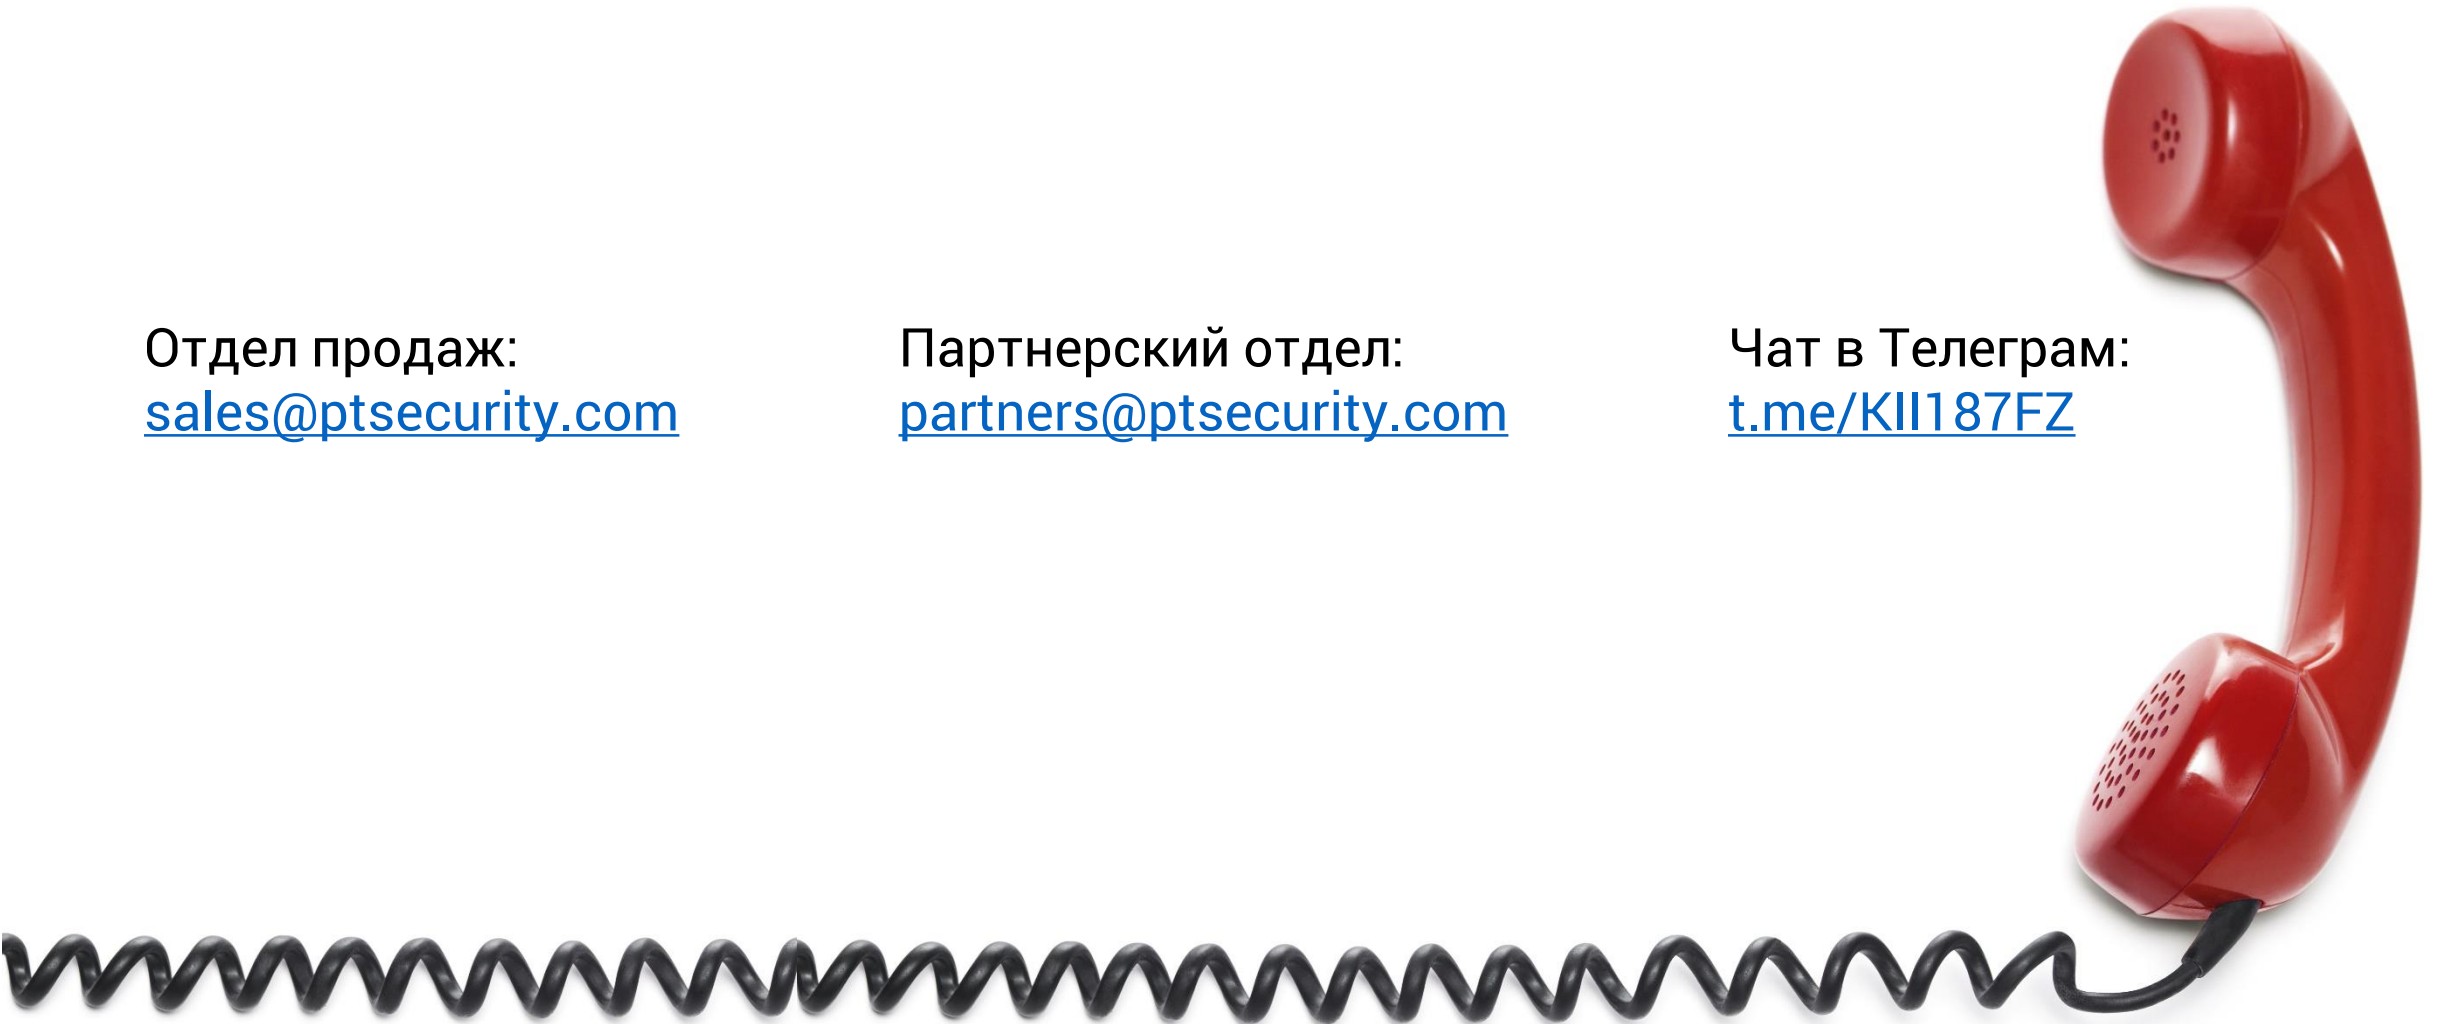 Отдел продаж:
sales@ptsecurity.com
Партнерский отдел:
partners@ptsecurity.com
Чат в Телеграм:
t.me/KII187FZ